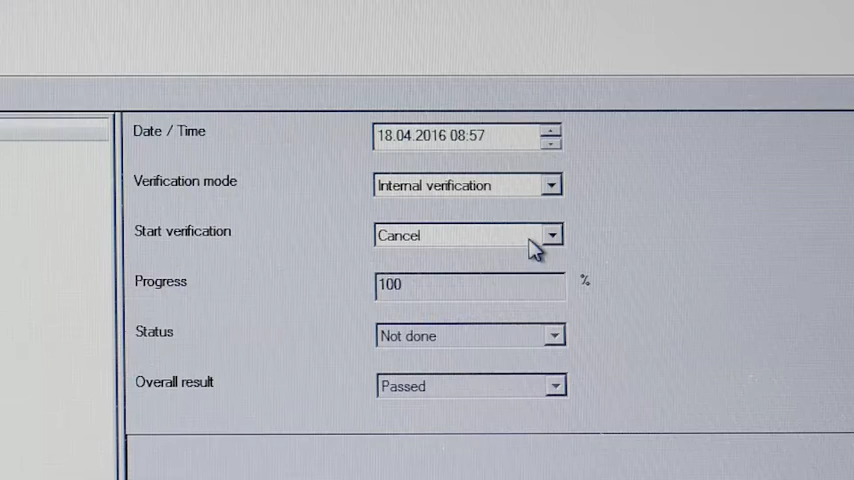 Date / Time 18.04.2016 08:57
Verification mode Internal verification
Start verification Cancel
Progress 100 %
Status Not done
Overall result Passed